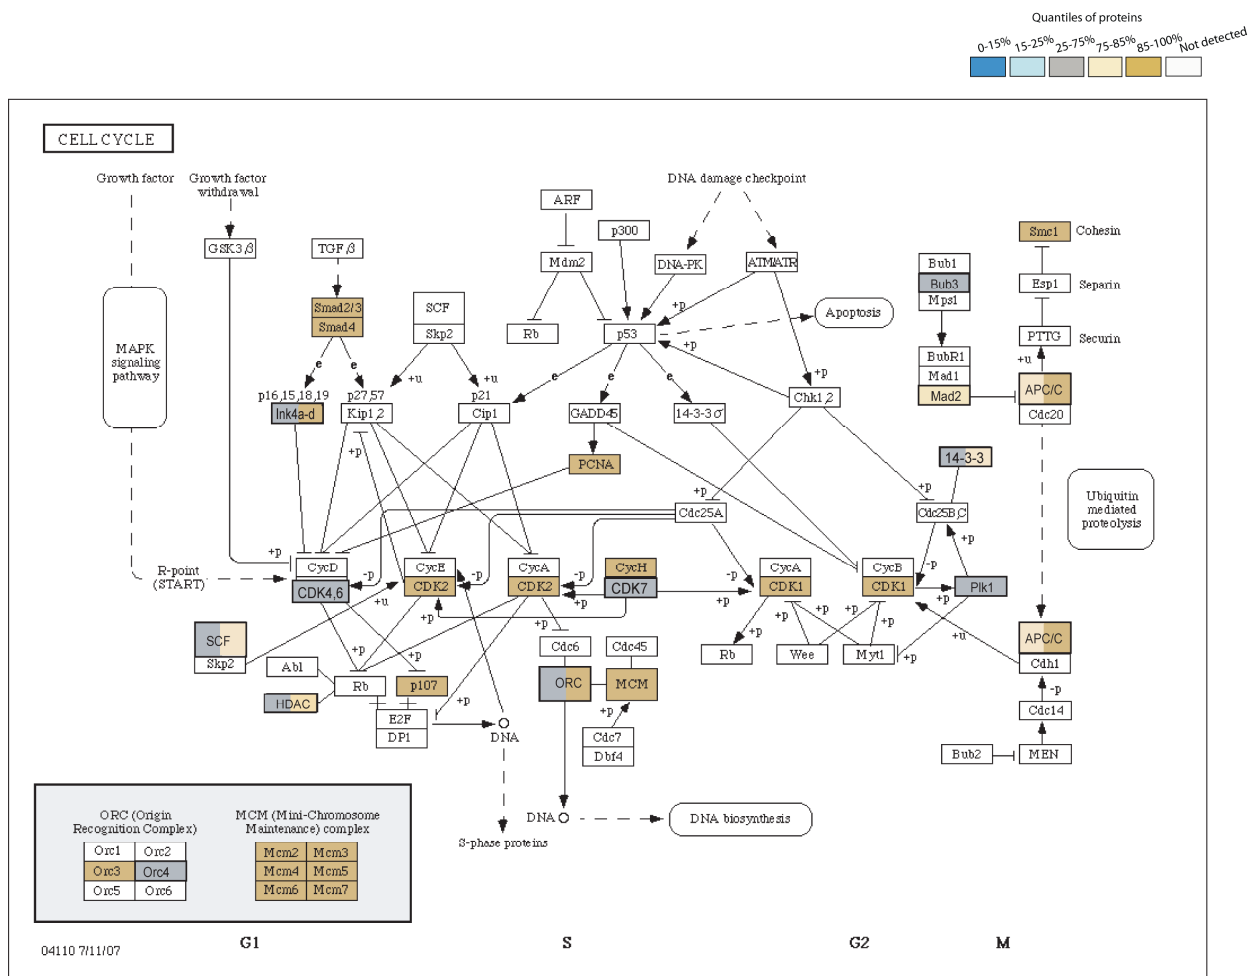 Quantiles of proteins
0-15% 15-25% 25-75% 75-85% 85-100% Not detected
CELL CYCLE
Growth factor
Growth factor
withdrawal
DNA damage checkpoint
ARF
p300
Smc1 Cohesin
GSK3β
TGFβ
Mdm2
DNA-PK
ATM/ATR
Bub1
Bub3
Mps1
Esp1 Separin
Smad2/3
Smad4
SCF
Skp2
+p
Apoptosis
Rb
p53
+p
PTTG Securin
MAPK
signaling
pathway
BubR1
Mad1
Mad2
+u
APC/C
Cdc20
e
e
+u
+u
e
e
e
+p
p16,15,18,19
Ink4a-d
p27,57
Kip1,2
p21
Cip1
GADD45
14-3-3σ
Chk1,2
+p
14-3-3
PCNA
Ubiquitin
mediated
proteolysis
+p
+p
Cdc25A
Cdc25B,C
+p
R-point
(START)
+p
CycD
CDK4,6
-p
CycE
CDK2
-p
CycA
CDK2
-p
CycH
CDK7
-p
CycA
CDK1
CycB
CDK1
-p
+p
Plk1
+u
+p
+p
+p
+p
SCF
Skp2
+p
+p
Cdc6
Cdc45
+p
Rb
Wee
+p
Myt1
+p
+u
APC/C
Cdh1
Abl
Rb
p107
ORC
MCM
HDAC
+p
+p
-p
E2F
DP1
DNA
Cdc7
Dbf4
Cdc14
Bub2
MEN
ORC (Origin
Recognition Complex)
MCM (Mini-Chromosome
Maintenance) complex
Orc1 Orc2
Orc3 Orc4
Orc5 Orc6
Mcm2 Mcm3
Mcm4 Mcm5
Mcm6 Mcm7
DNA
DNA biosynthesis
S-phase proteins
04110 7/11/07
G1
S
G2
M